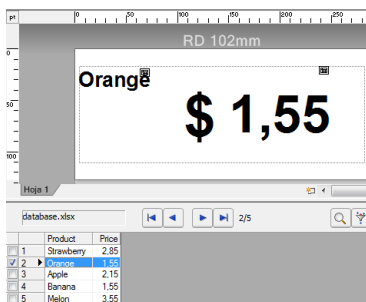 pt
0 50 100 150 200 250
RD 102mm
0
50
100
Orange
$ 1,55
Hoja 1
database.xlsx
2/5
Product Price
1 Strawberry 2,85
2 Orange 1,55
3 Apple 2,15
4 Banana 1,55
5 Melon 3,55